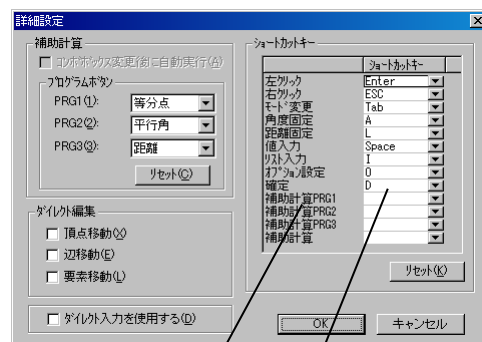 詳細設定
補助計算
コンボボックス変更後に自動実行(A)
プログラムボタン
PRG1(1): 等分点
PRG2(2): 平行角
PRG3(3): 距離
リセット(C)
ダイレクト編集
頂点移動(X)
辺移動(E)
要素移動(L)
ダイレクト入力を使用する(D)
ショートカットキー
ショートカットキー
左クリック Enter
右クリック ESC
モード変更 Tab
角度固定 A
距離固定 L
値入力 Space
リスト入力 I
オプション設定 O
確定 D
補助計算PRG1
補助計算PRG2
補助計算PRG3
補助計算
リセット(K)
OK
キャンセル